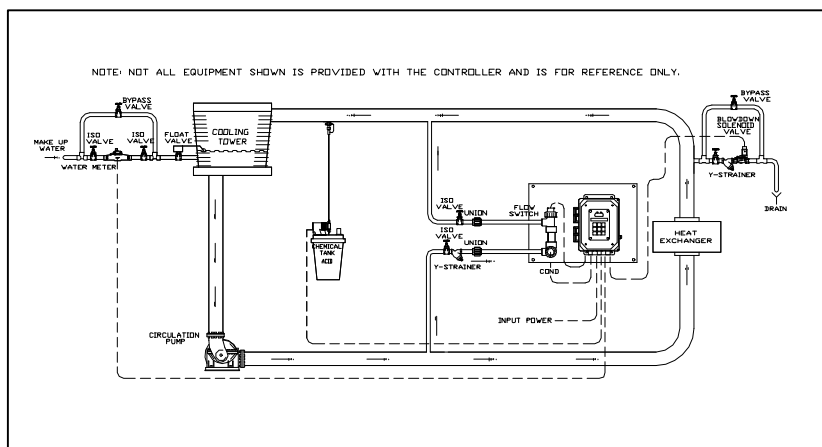 NOTE: NOT ALL EQUIPMENT SHOWN IS PROVIDED WITH THE CONTROLLER AND IS FOR REFERENCE ONLY.
BYPASS
VALVE
MAKE UP
WATER
ISO
VALVE
ISO
VALVE
FLOAT
VALVE
WATER METER
COOLING
TOWER
BYPASS
VALVE
BLOWDOWN
SOLENOID
VALVE
Y-STRAINER
DRAIN
CHEMICAL
TANK
ACID
ISO
VALVE
UNION
FLOW
SWITCH
ISO
VALVE
UNION
Y-STRAINER
COND
HEAT
EXCHANGER
INPUT POWER
CIRCULATION
PUMP